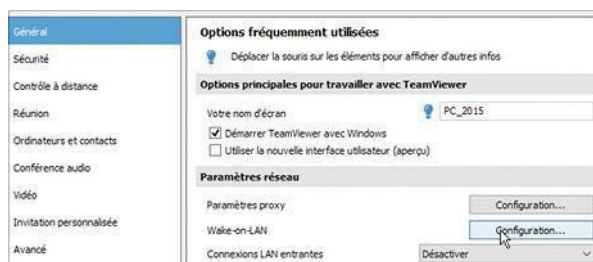 Général
Sécurité
Contrôle à distance
Réunion
Ordinateurs et contacts
Conférence audio
Vidéo
Invitation personnalisée
Avancé
Options fréquemment utilisées
Déplacer la souris sur les éléments pour afficher d'autres infos
Options principales pour travailler avec TeamViewer
Votre nom d'écran PC_2015
Démarrer TeamViewer avec Windows
Utiliser la nouvelle interface utilisateur (aperçu)
Paramètres réseau
Paramètres proxy Configuration...
Wake-on-LAN Configuration...
Connexions LAN entrantes Désactiver